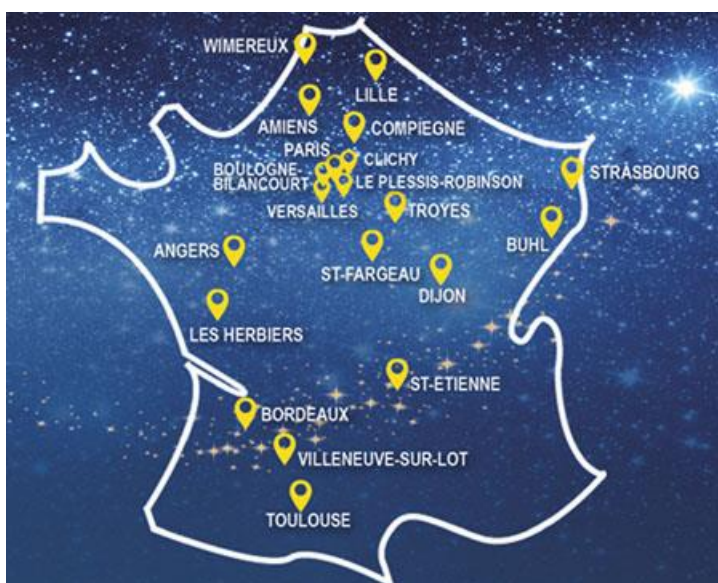 WIMEREUX
LILLE
AMIENS
COMPIEGNE
PARIS
CLICHY
BOULOGNE-
BILANCOURT
LE PLESSIS-ROBINSON
STRASBOURG
VERSAILLES
TROYES
ANGERS
ST-FARGEAU
BUHL
DIJON
LES HERBIERS
ST-ETIENNE
BORDEAUX
VILLENEUVE-SUR-LOT
TOULOUSE